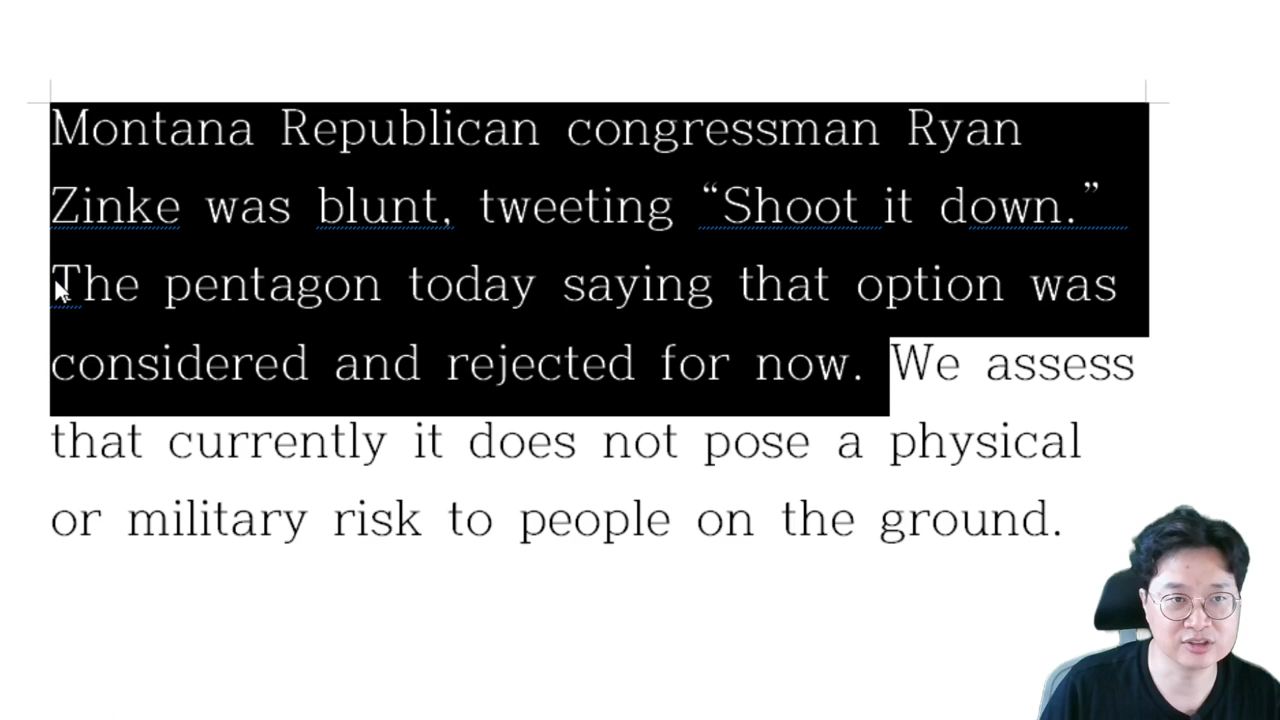 Montana Republican congressman Ryan
Zinke was blunt, tweeting “Shoot it down.”
The pentagon today saying that option was
considered and rejected for now. We assess
that currently it does not pose a physical
or military risk to people on the ground.